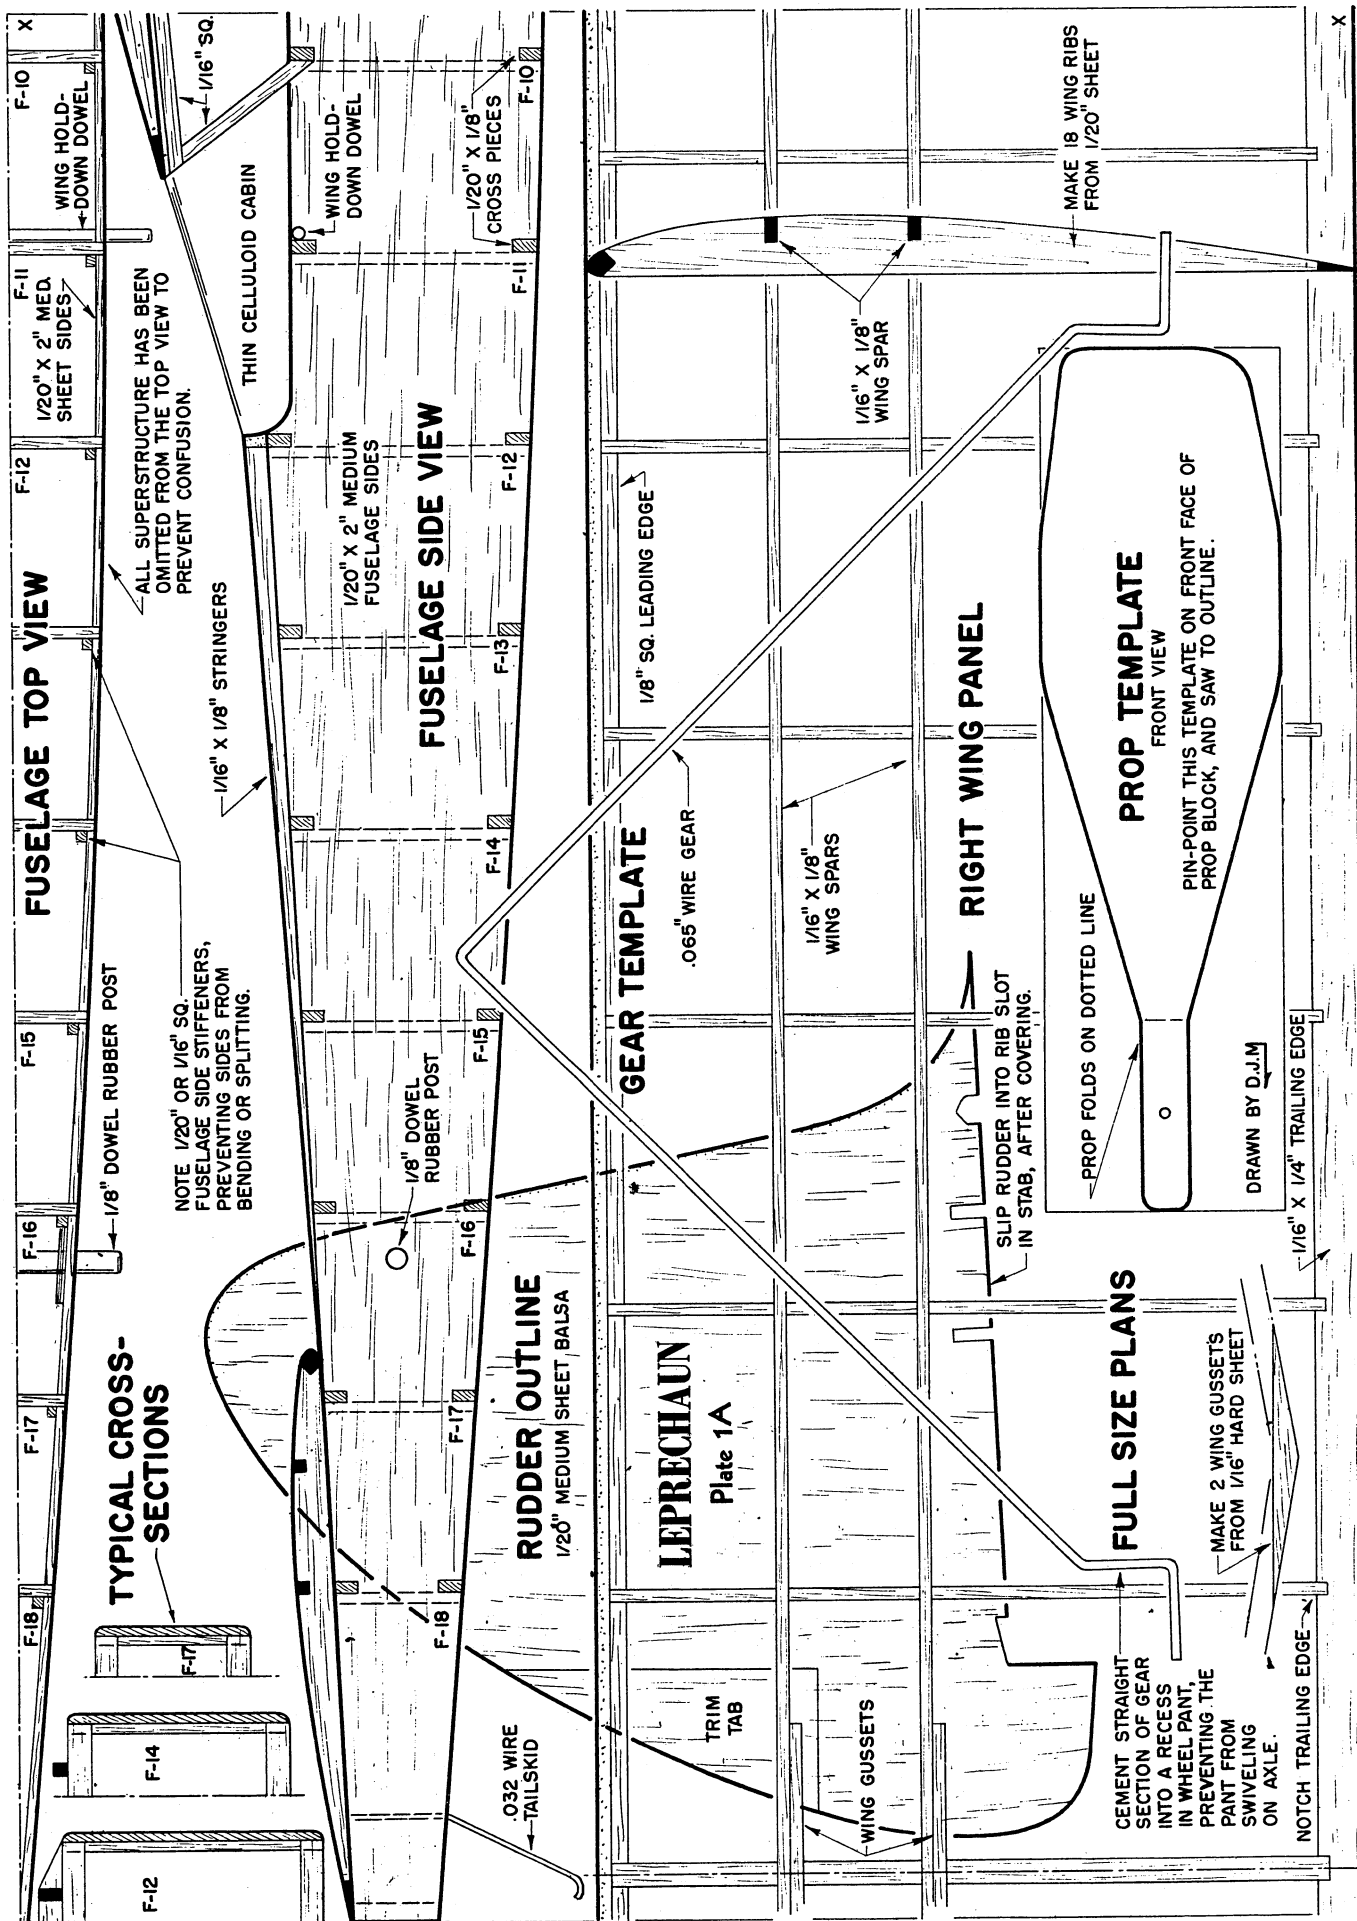 X
F-10
WING HOLD-
DOWN DOWEL
F-11
1/20" X 2" MED.
SHEET SIDES
F-12
FUSELAGE TOP VIEW
F-15
F-16
F-17
F-18
1/16" SQ.
ALL SUPERSTRUCTURE HAS BEEN
OMITTED FROM THE TOP VIEW TO
PREVENT CONFUSION.
1/8" DOWEL RUBBER POST
NOTE 1/20" OR 1/16" SQ.
FUSELAGE SIDE STIFFENERS,
PREVENTING SIDES FROM
BENDING OR SPLITTING.
TYPICAL CROSS-
SECTIONS
F-17
F-14
F-12
THIN CELLULOID CABIN
1/16" X 1/8" STRINGERS
WING HOLD-
DOWN DOWEL
1/20" X 2" MEDIUM
FUSELAGE SIDES
FUSELAGE SIDE VIEW
1/20" X 1/8"
CROSS PIECES
F-10
F-11
F-12
F-13
F-14
F-15
F-16
F-17
F-18
1/8" DOWEL
RUBBER POST
RUDDER OUTLINE
1/20" MEDIUM SHEET BALSA
.032 WIRE
TAILSKID
1/8" SQ. LEADING EDGE
GEAR TEMPLATE
.065" WIRE GEAR
LEPRECHAUN
Plate 1A
TRIM
TAB
WING GUSSETS
1/16" X 1/8"
WING SPARS
1/16" X 1/8"
WING SPAR
MAKE 18 WING RIBS
FROM 1/20" SHEET
RIGHT WING PANEL
SLIP RUDDER INTO RIB SLOT
IN STAB, AFTER COVERING.
PROP FOLDS ON DOTTED LINE
PROP TEMPLATE
FRONT VIEW
PIN-POINT THIS TEMPLATE ON FRONT FACE OF
PROP BLOCK, AND SAW TO OUTLINE.
DRAWN BY D.J.M
FULL SIZE PLANS
CEMENT STRAIGHT
SECTION OF GEAR
INTO A RECESS
IN WHEEL PANT,
PREVENTING THE
PANT FROM
SWIVELING
ON AXLE.
MAKE 2 WING GUSSETS
FROM 1/16" HARD SHEET
1/16" X 1/4" TRAILING EDGE
NOTCH TRAILING EDGE
X